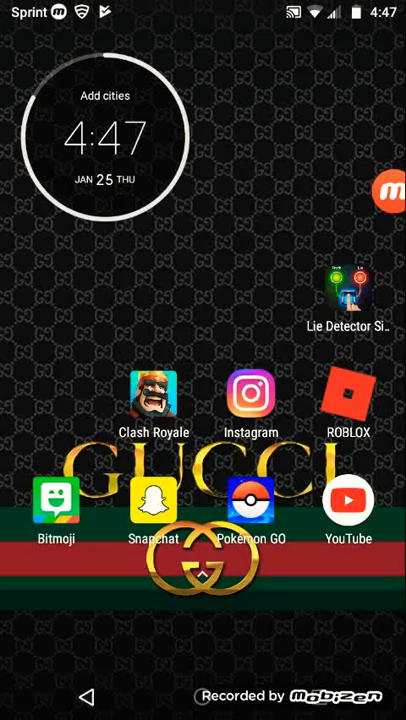 Sprint
4:47
Add cities
4:47
JAN 25 THU
Lie Detector Si..
Clash Royale
Instagram
ROBLOX
GUCCI
Bitmoji
Snapchat
Pokémon GO
YouTube
Recorded by Mobizen